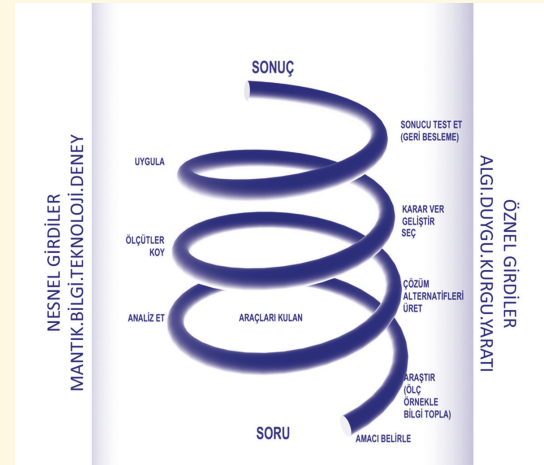 SONUÇ
SONUCU TEST ET
(GERİ BESLEME)
UYGULA
KARAR VER
GELİŞTİR
SEÇ
ÖLÇÜTLER
KOY
ÇÖZÜM
ALTERNATİFLERİ
ÜRET
ANALİZ ET
ARAÇLARI KULAN
ARAŞTIR
(ÖLÇ
ÖRNEKLE
BİLGİ TOPLA)
SORU
AMACI BELİRLE
NESNEL GİRDİLER
MANTIK.BİLGİ.TEKNOLOJİ.DENEY
ÖZNEL GİRDİLER
ALGI.DUYGU.KURGU.YARATI